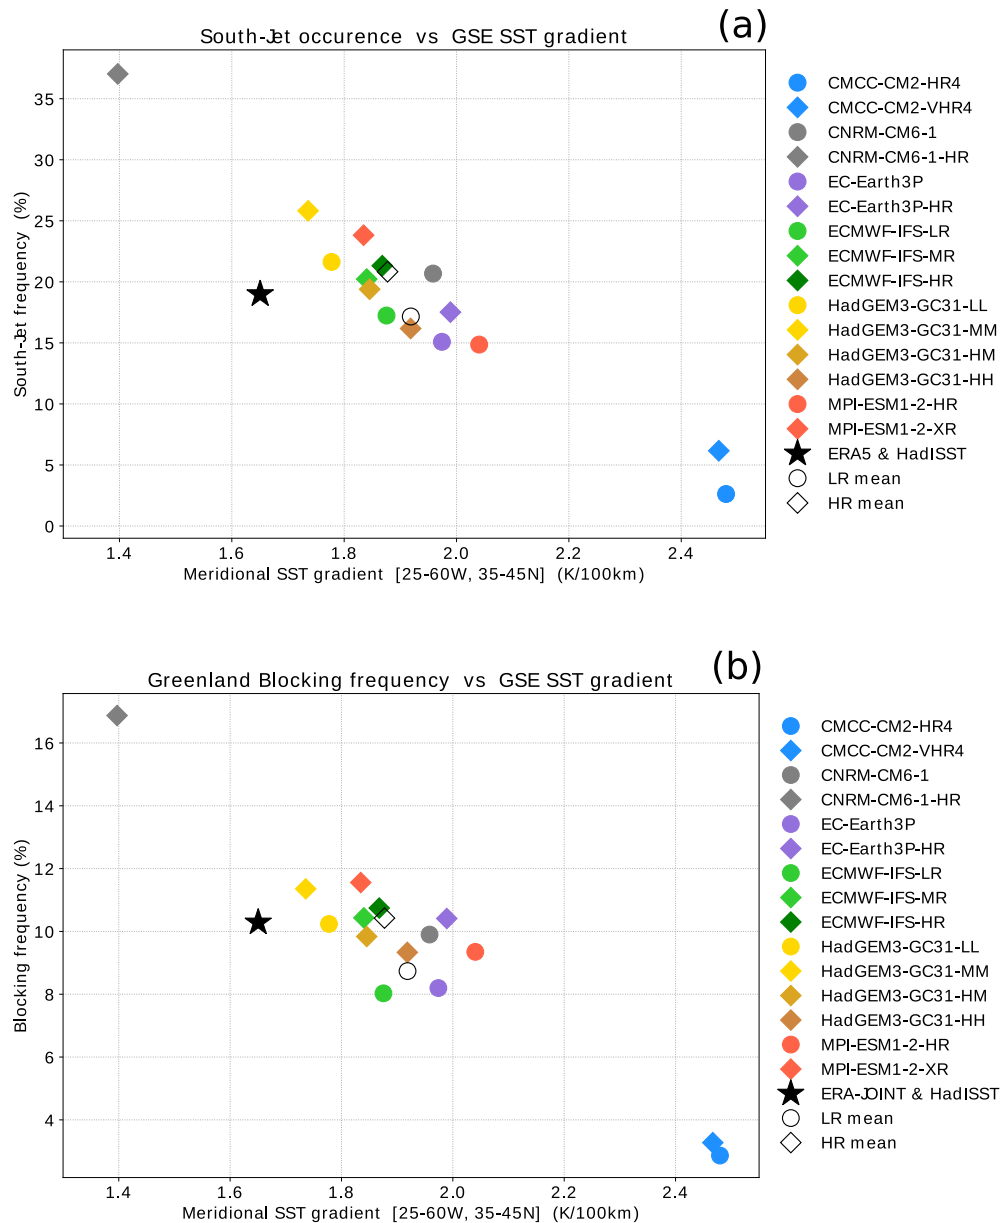 (a)
South-Jet occurence vs GSE SST gradient
South-Jet frequency (%)
35
30
25
20
15
10
5
0
1.4 1.6 1.8 2.0 2.2 2.4
Meridional SST gradient [25-60W, 35-45N] (K/100km)
CMCC-CM2-HR4
CMCC-CM2-VHR4
CNRM-CM6-1
CNRM-CM6-1-HR
EC-Earth3P
EC-Earth3P-HR
ECMWF-IFS-LR
ECMWF-IFS-MR
ECMWF-IFS-HR
HadGEM3-GC31-LL
HadGEM3-GC31-MM
HadGEM3-GC31-HM
HadGEM3-GC31-HH
MPI-ESM1-2-HR
MPI-ESM1-2-XR
ERA5 & HadISST
LR mean
HR mean
(b)
Greenland Blocking frequency vs GSE SST gradient
Blocking frequency (%)
16
14
12
10
8
6
4
1.4 1.6 1.8 2.0 2.2 2.4
Meridional SST gradient [25-60W, 35-45N] (K/100km)
CMCC-CM2-HR4
CMCC-CM2-VHR4
CNRM-CM6-1
CNRM-CM6-1-HR
EC-Earth3P
EC-Earth3P-HR
ECMWF-IFS-LR
ECMWF-IFS-MR
ECMWF-IFS-HR
HadGEM3-GC31-LL
HadGEM3-GC31-MM
HadGEM3-GC31-HM
HadGEM3-GC31-HH
MPI-ESM1-2-HR
MPI-ESM1-2-XR
ERA-JOINT & HadISST
LR mean
HR mean